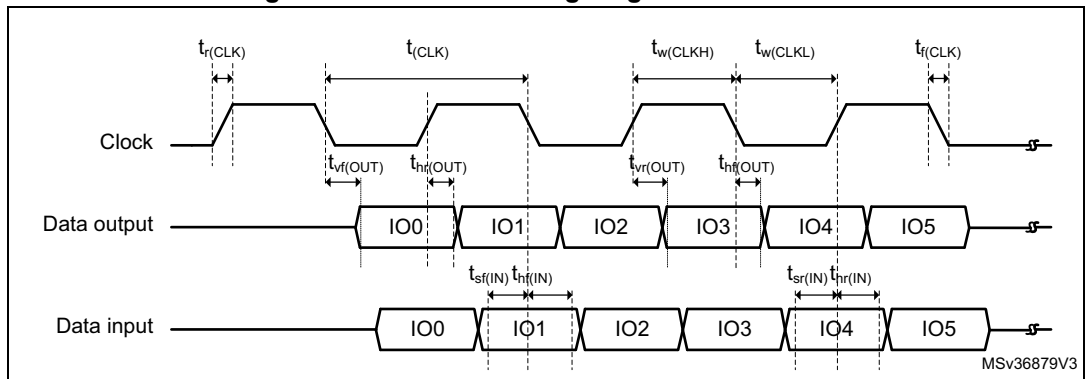 t(CLK) tw(CLKH) tw(CLKL)
tr(CLK) tf(CLK)
Clock
tvf(OUT) thr(OUT) tvr(OUT) thf(OUT)
Data output IO0 IO1 IO2 IO3 IO4 IO5
tsf(IN) thf(IN) tsr(IN) thr(IN)
Data input IO0 IO1 IO2 IO3 IO4 IO5
MSv36879V3